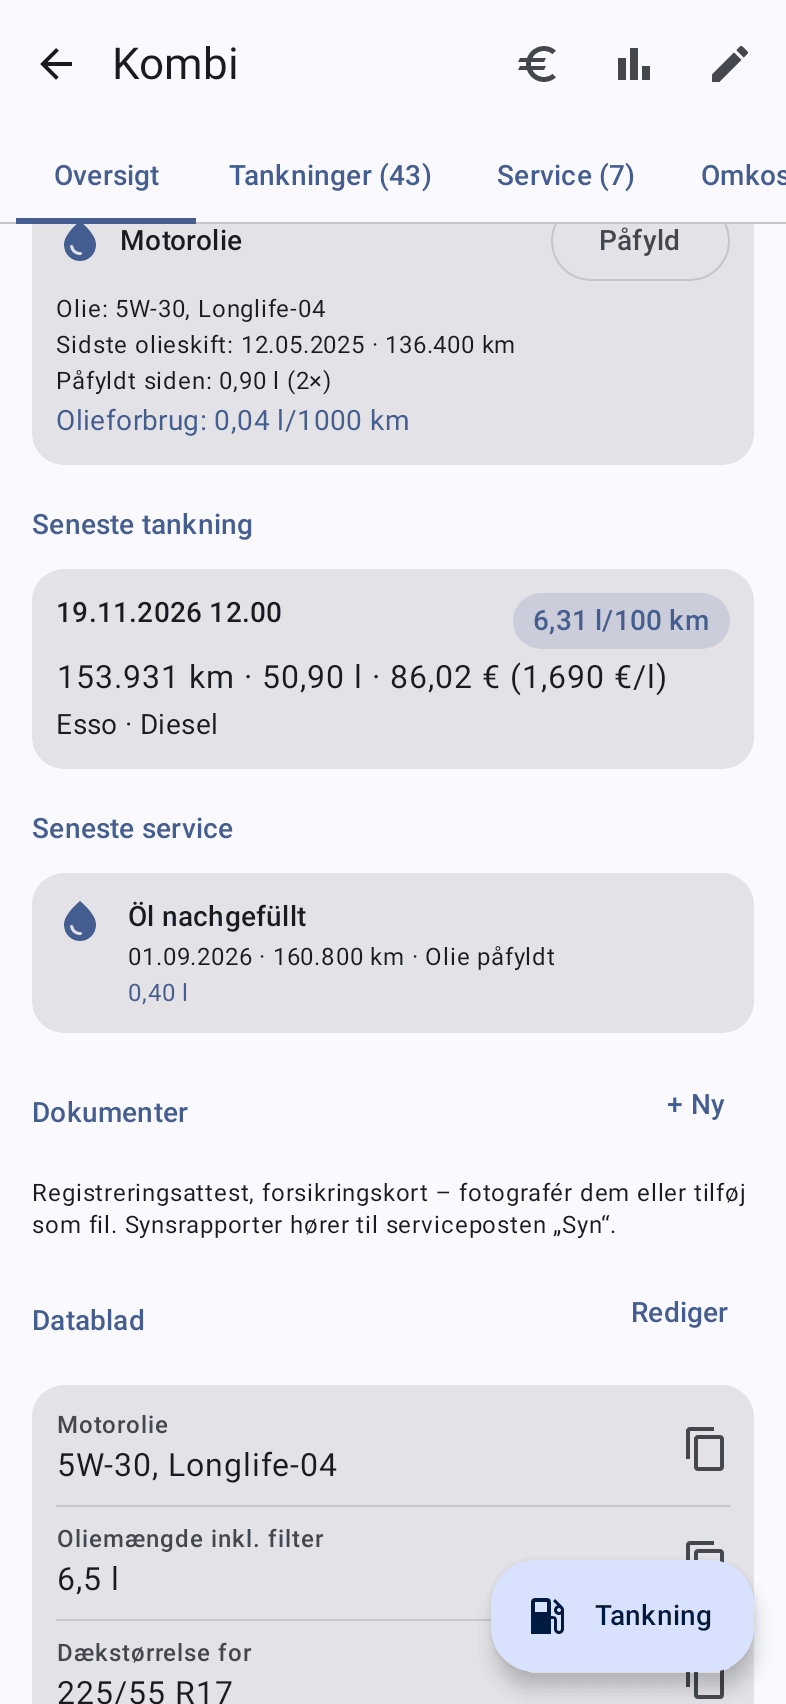 Kombi
Oversigt
Tankninger (43)
Service (7)
Omkos
Motorolie
Påfyld
Olie: 5W-30, Longlife-04
Sidste olieskift: 12.05.2025 · 136.400 km
Påfyldt siden: 0,90 l (2×)
Olieforbrug: 0,04 l/1000 km
Seneste tankning
19.11.2026 12.00
6,31 l/100 km
153.931 km · 50,90 l · 86,02 € (1,690 €/l)
Esso · Diesel
Seneste service
Öl nachgefüllt
01.09.2026 · 160.800 km · Olie påfyldt
0,40 l
Dokumenter
+ Ny
Registreringsattest, forsikringskort – fotografér dem eller tilføj
som fil. Synsrapporter hører til serviceposten „Syn“.
Datablad
Rediger
Motorolie
5W-30, Longlife-04
Oliemængde inkl. filter
6,5 l
Tankning
Dækstørrelse for
225/55 R17